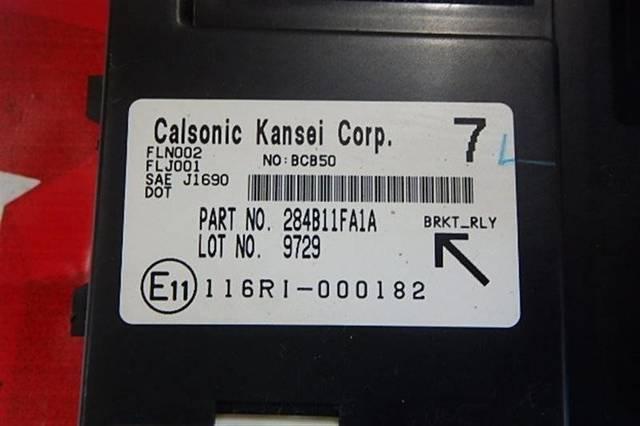 Calsonic Kansei Corp.
7
L
FLN002
NO:BCB50
FLJ001
SAE J1690
DOT
PART NO. 284B11FA1A
BRKT_RLY
LOT NO. 9729
E11
116RI-000182